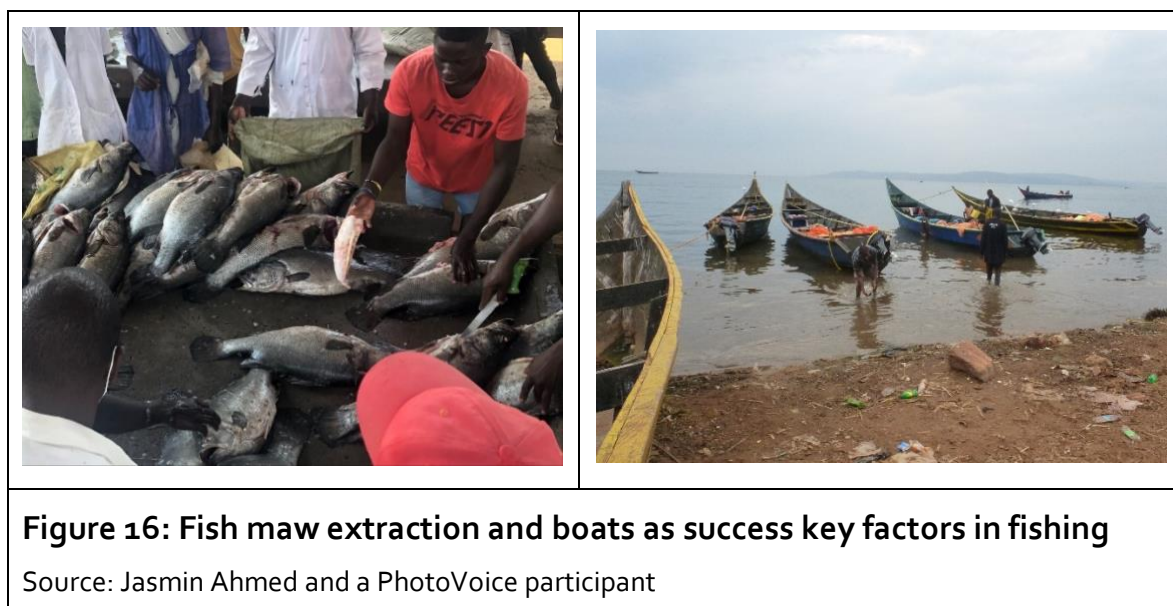 Figure 16: Fish maw extraction and boats as success key factors in fishing
Source: Jasmin Ahmed and a PhotoVoice participant